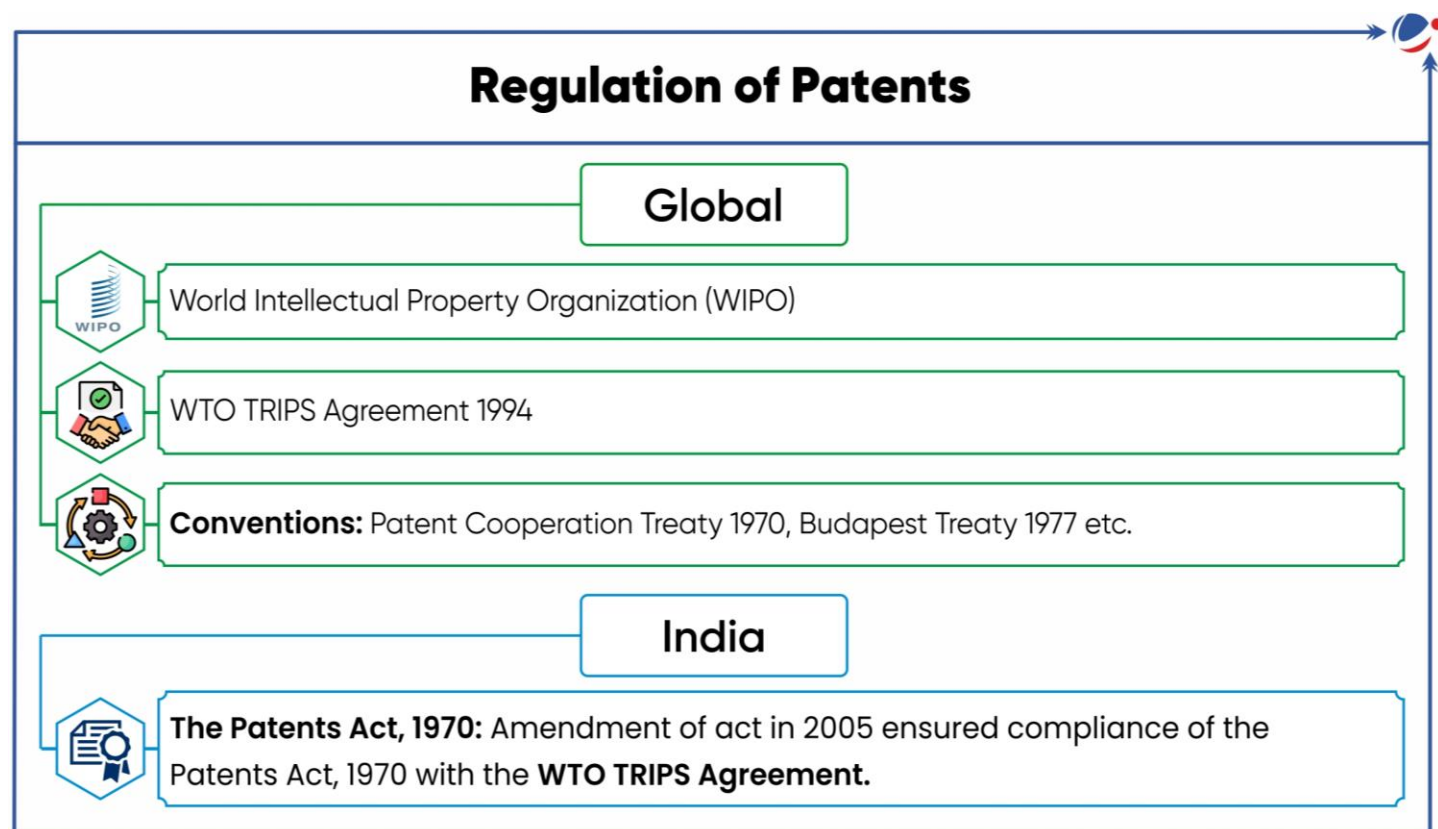 Regulation of Patents
Global
WIPO
World Intellectual Property Organization (WIPO)
WTO TRIPS Agreement 1994
Conventions: Patent Cooperation Treaty 1970, Budapest Treaty 1977 etc.
India
The Patents Act, 1970: Amendment of act in 2005 ensured compliance of the
Patents Act, 1970 with the WTO TRIPS Agreement.